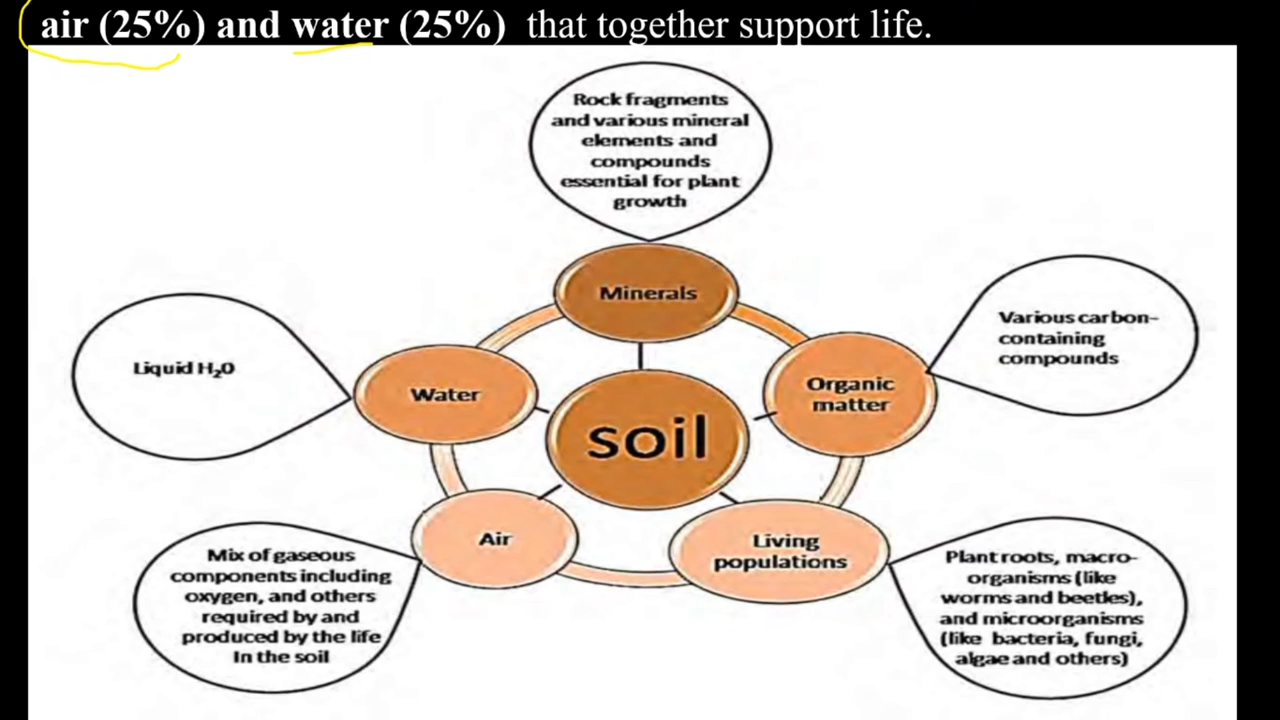 air (25%) and water (25%) that together support life.
Rock fragments
and various mineral
elements and
compounds
essential for plant
growth
Minerals
Various carbon-
containing
compounds
Organic
matter
Liquid H₂0
Water
soil
Air
Mix of gaseous
components including
oxygen, and others
required by and
produced by the life
In the soil
Living
populations
Plant roots, macro-
organisms (like
worms and beetles),
and microorganisms
(like bacteria, fungi,
algae and others)